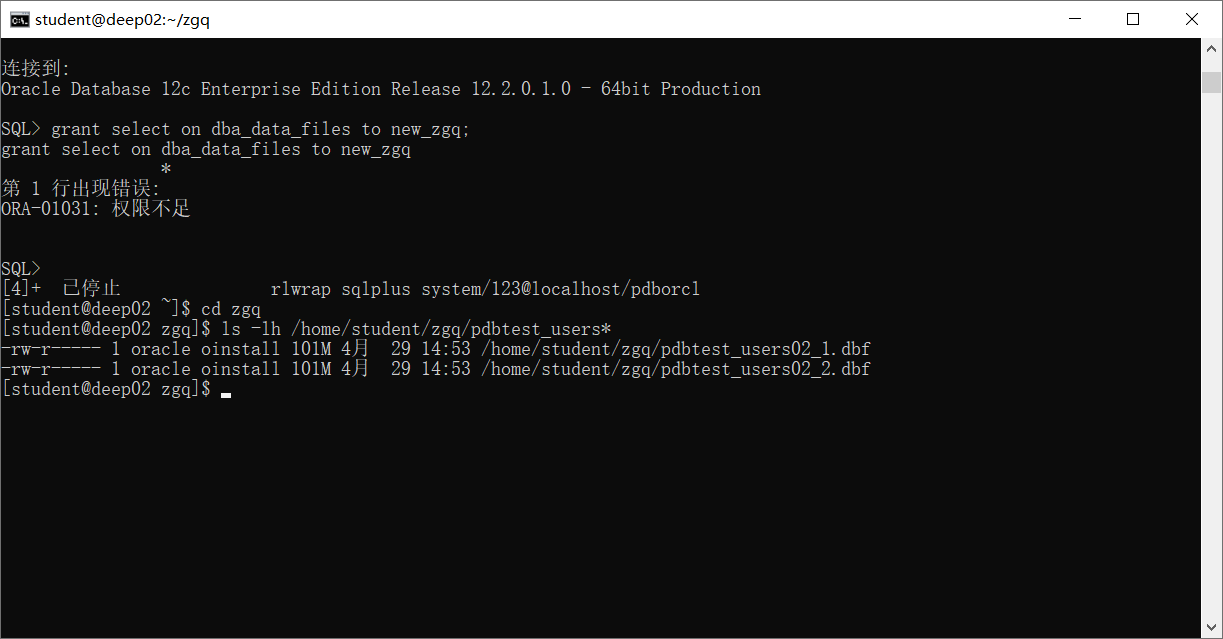 student@deep02:~/zgq
连接到:
Oracle Database 12c Enterprise Edition Release 12.2.0.1.0 - 64bit Production
SQL> grant select on dba_data_files to new_zgq;
grant select on dba_data_files to new_zgq
*
第 1 行出现错误:
ORA-01031: 权限不足
SQL>
[4]+  已停止               rlwrap sqlplus system/123@localhost/pdborcl
[student@deep02 ~]$ cd zgq
[student@deep02 zgq]$ ls -lh /home/student/zgq/pdbtest_users*
-rw-r----- 1 oracle oinstall 101M 4月  29 14:53 /home/student/zgq/pdbtest_users02_1.dbf
-rw-r----- 1 oracle oinstall 101M 4月  29 14:53 /home/student/zgq/pdbtest_users02_2.dbf
[student@deep02 zgq]$